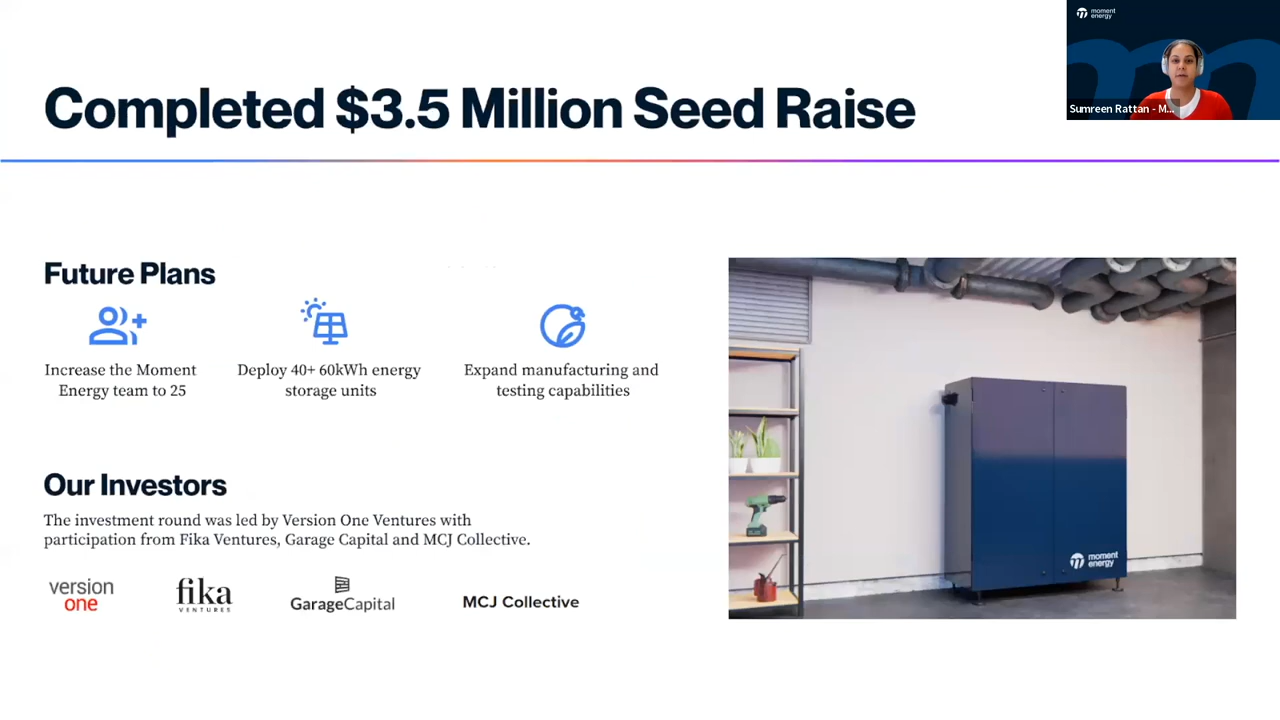 moment
energy
Sumreen Rattan - M...
Completed $3.5 Million Seed Raise
Future Plans
Increase the Moment
Energy team to 25
Deploy 40+ 60kWh energy
storage units
Expand manufacturing and
testing capabilities
Our Investors
The investment round was led by Version One Ventures with
participation from Fika Ventures, Garage Capital and MCJ Collective.
version
one
fika
VENTURES
GarageCapital
MCJ Collective
moment
energy